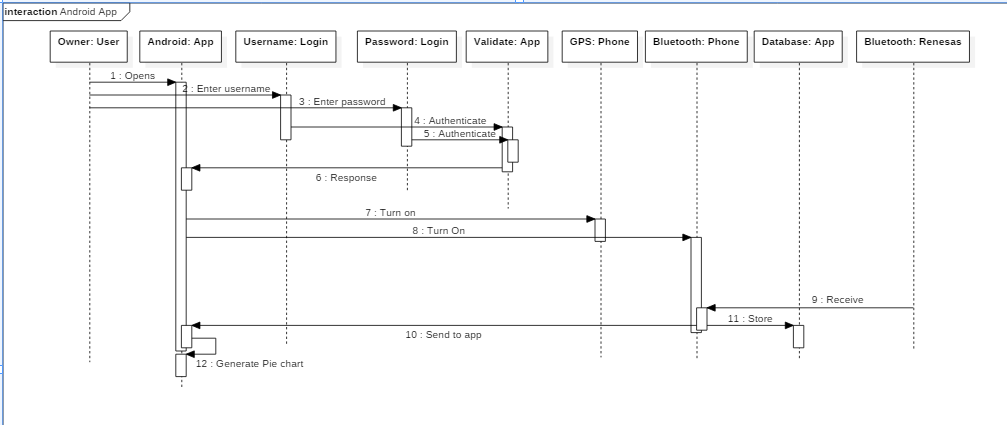 interaction Android App
Owner: User
Android: App
Username: Login
Password: Login
Validate: App
GPS: Phone
Bluetooth: Phone
Database: App
Bluetooth: Renesas
1 : Opens
2 : Enter username
3 : Enter password
4 : Authenticate
5 : Authenticate
6 : Response
7 : Turn on
8 : Turn On
9 : Receive
11 : Store
10 : Send to app
12 : Generate Pie chart